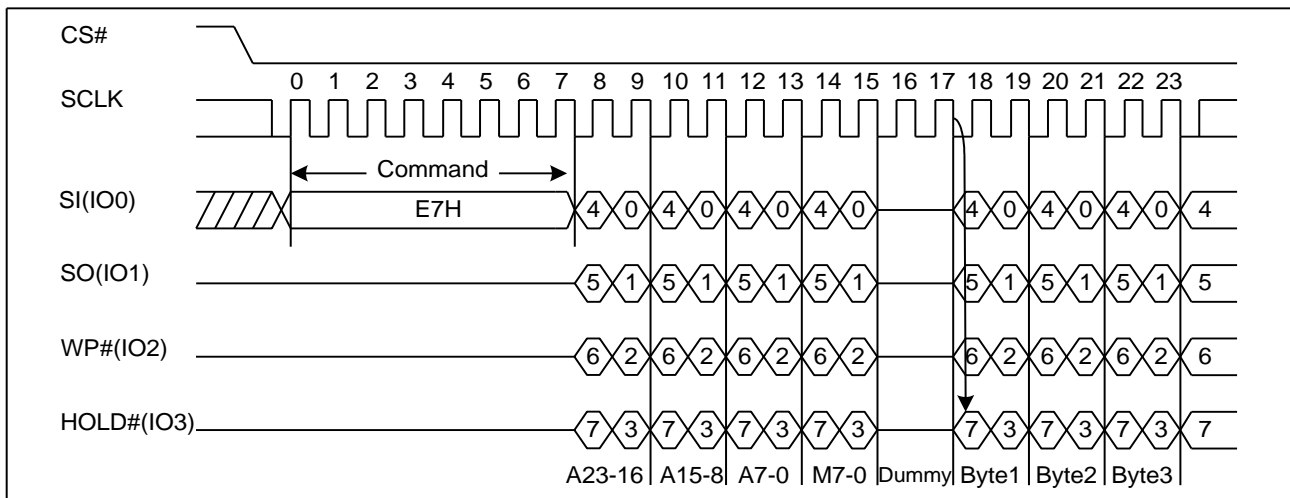 CS#
0 1 2 3 4 5 6 7 8 9 10 11 12 13 14 15 16 17 18 19 20 21 22 23
SCLK
Command
SI(IO0) E7H 4 0 4 0 4 0 4 0 4 0 4 0 4 0 4
SO(IO1) 5 1 5 1 5 1 5 1 5 1 5 1 5 1 5
WP#(IO2) 6 2 6 2 6 2 6 2 6 2 6 2 6 2 6
HOLD#(IO3) 7 3 7 3 7 3 7 3 7 3 7 3 7 3 7
A23-16 A15-8 A7-0 M7-0 Dummy Byte1 Byte2 Byte3